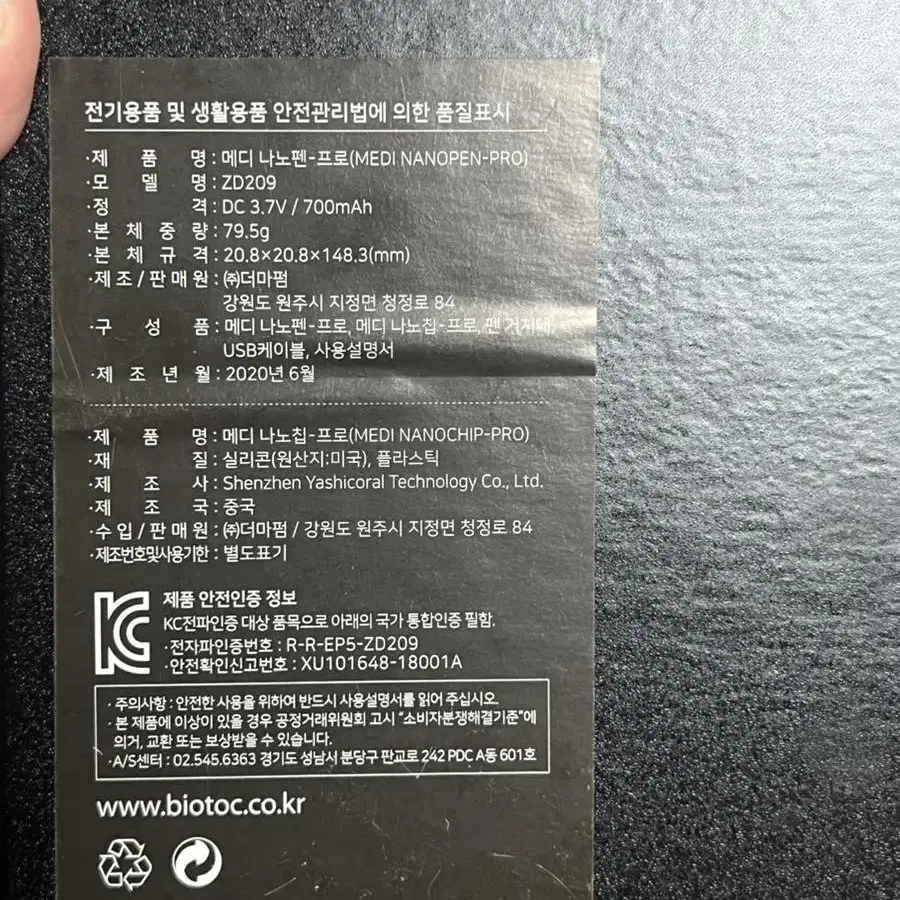 전기용품 및 생활용품 안전관리법에 의한 품질표시
·제 품 명 : 메디 나노펜-프로(MEDI NANOPEN-PRO)
·모 델 명 : ZD209
·정 격 : DC 3.7V / 700mAh
·본 체 중 량 : 79.5g
·본 체 규 격 : 20.8×20.8×148.3(mm)
·제 조 / 판 매 원 : ㈜더마펌
강원도 원주시 지정면 청정로 84
·구 성 품 : 메디 나노펜-프로, 메디 나노칩-프로, 펜 거치대,
USB케이블, 사용설명서
·제 조 년 월 : 2020년 6월
·제 품 명 : 메디 나노칩-프로(MEDI NANOCHIP-PRO)
·재 질 : 실리콘(원산지:미국), 플라스틱
·제 조 사 : Shenzhen Yashicoral Technology Co., Ltd.
·제 조 국 : 중국
·수 입 / 판 매 원 : ㈜더마펌 / 강원도 원주시 지정면 청정로 84
·제조번호및사용기한 : 별도표기
제품 안전인증 정보
KC전파인증 대상 품목으로 아래의 국가 통합인증 필함.
·전자파인증번호 : R-R-EP5-ZD209
·안전확인신고번호 : XU101648-18001A
· 주의사항 : 안전한 사용을 위하여 반드시 사용설명서를 읽어 주십시오.
· 본 제품에 이상이 있을 경우 공정거래위원회 고시 “소비자분쟁해결기준”에
의거, 교환 또는 보상받을 수 있습니다.
· A/S센터 : 02.545.6363 경기도 성남시 분당구 판교로 242 PDC A동 601호
www.biotoc.co.kr